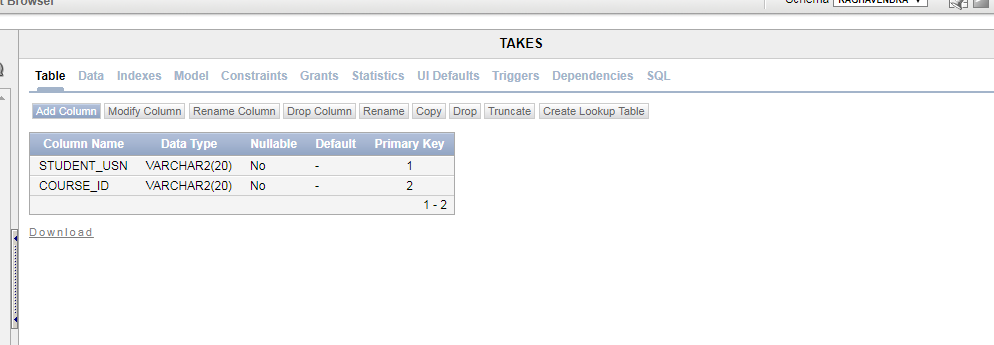 Browser Schema RAGHAVENDRA
TAKES
Table Data Indexes Model Constraints Grants Statistics UI Defaults Triggers Dependencies SQL
Add Column Modify Column Rename Column Drop Column Rename Copy Drop Truncate Create Lookup Table
Column Name Data Type Nullable Default Primary Key
STUDENT_USN VARCHAR2(20) No - 1
COURSE_ID VARCHAR2(20) No - 2
1 - 2
Download